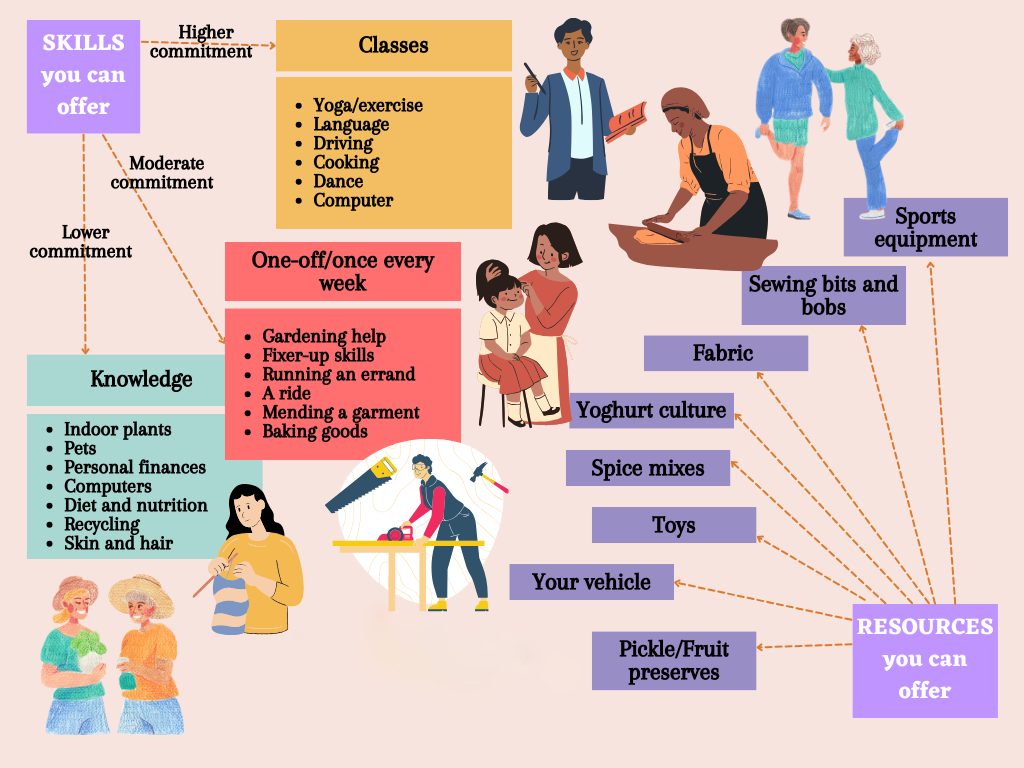 SKILLS
you can
offer
Higher
commitment
Classes
Yoga/exercise
Language
Driving
Cooking
Dance
Computer
Moderate
commitment
Lower
commitment
One-off/once every
week
Gardening help
Fixer-up skills
Running an errand
A ride
Mending a garment
Baking goods
Knowledge
Indoor plants
Pets
Personal finances
Computers
Diet and nutrition
Recycling
Skin and hair
Sports
equipment
Sewing bits and
bobs
Fabric
Yoghurt culture
Spice mixes
Toys
Your vehicle
Pickle/Fruit
preserves
RESOURCES
you can
offer